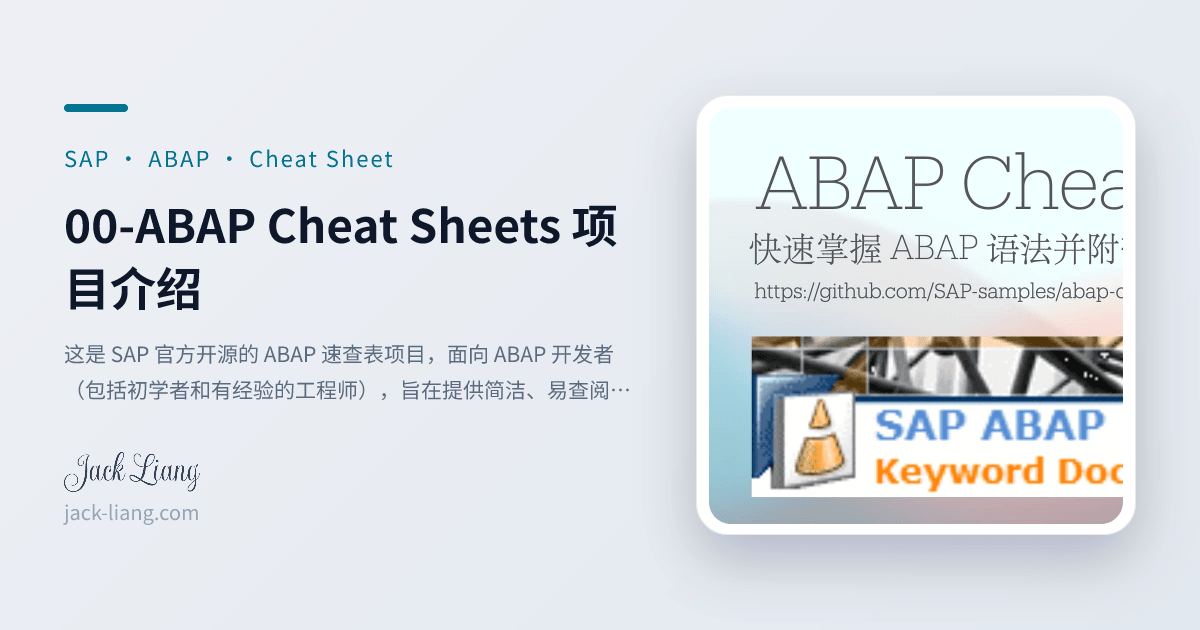 SAP · ABAP · Cheat Sheet
00-ABAP Cheat Sheets 项
目介绍
这是 SAP 官方开源的 ABAP 速查表项目，面向 ABAP 开发者
（包括初学者和有经验的工程师），旨在提供简洁、易查阅…
Jack Liang
jack-liang.com
ABAP Chea
快速掌握 ABAP 语法并附
https://github.com/SAP-samples/abap-c
SAP ABAP
Keyword Doc